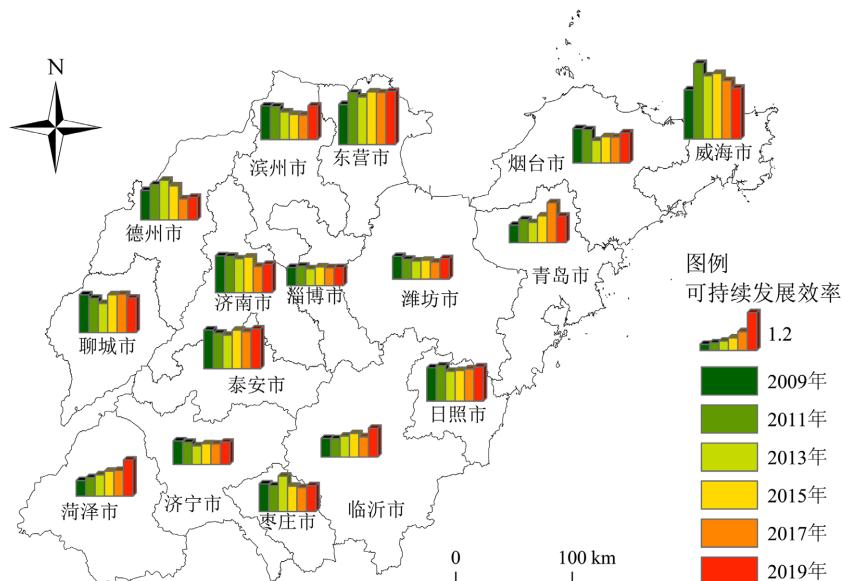 N
滨州市
东营市
烟台市
威海市
德州市
济南市
淄博市
潍坊市
青岛市
聊城市
泰安市
日照市
菏泽市
济宁市
枣庄市
临沂市
图例
可持续发展效率
1.2
2009年
2011年
2013年
2015年
2017年
2019年
0 100 km